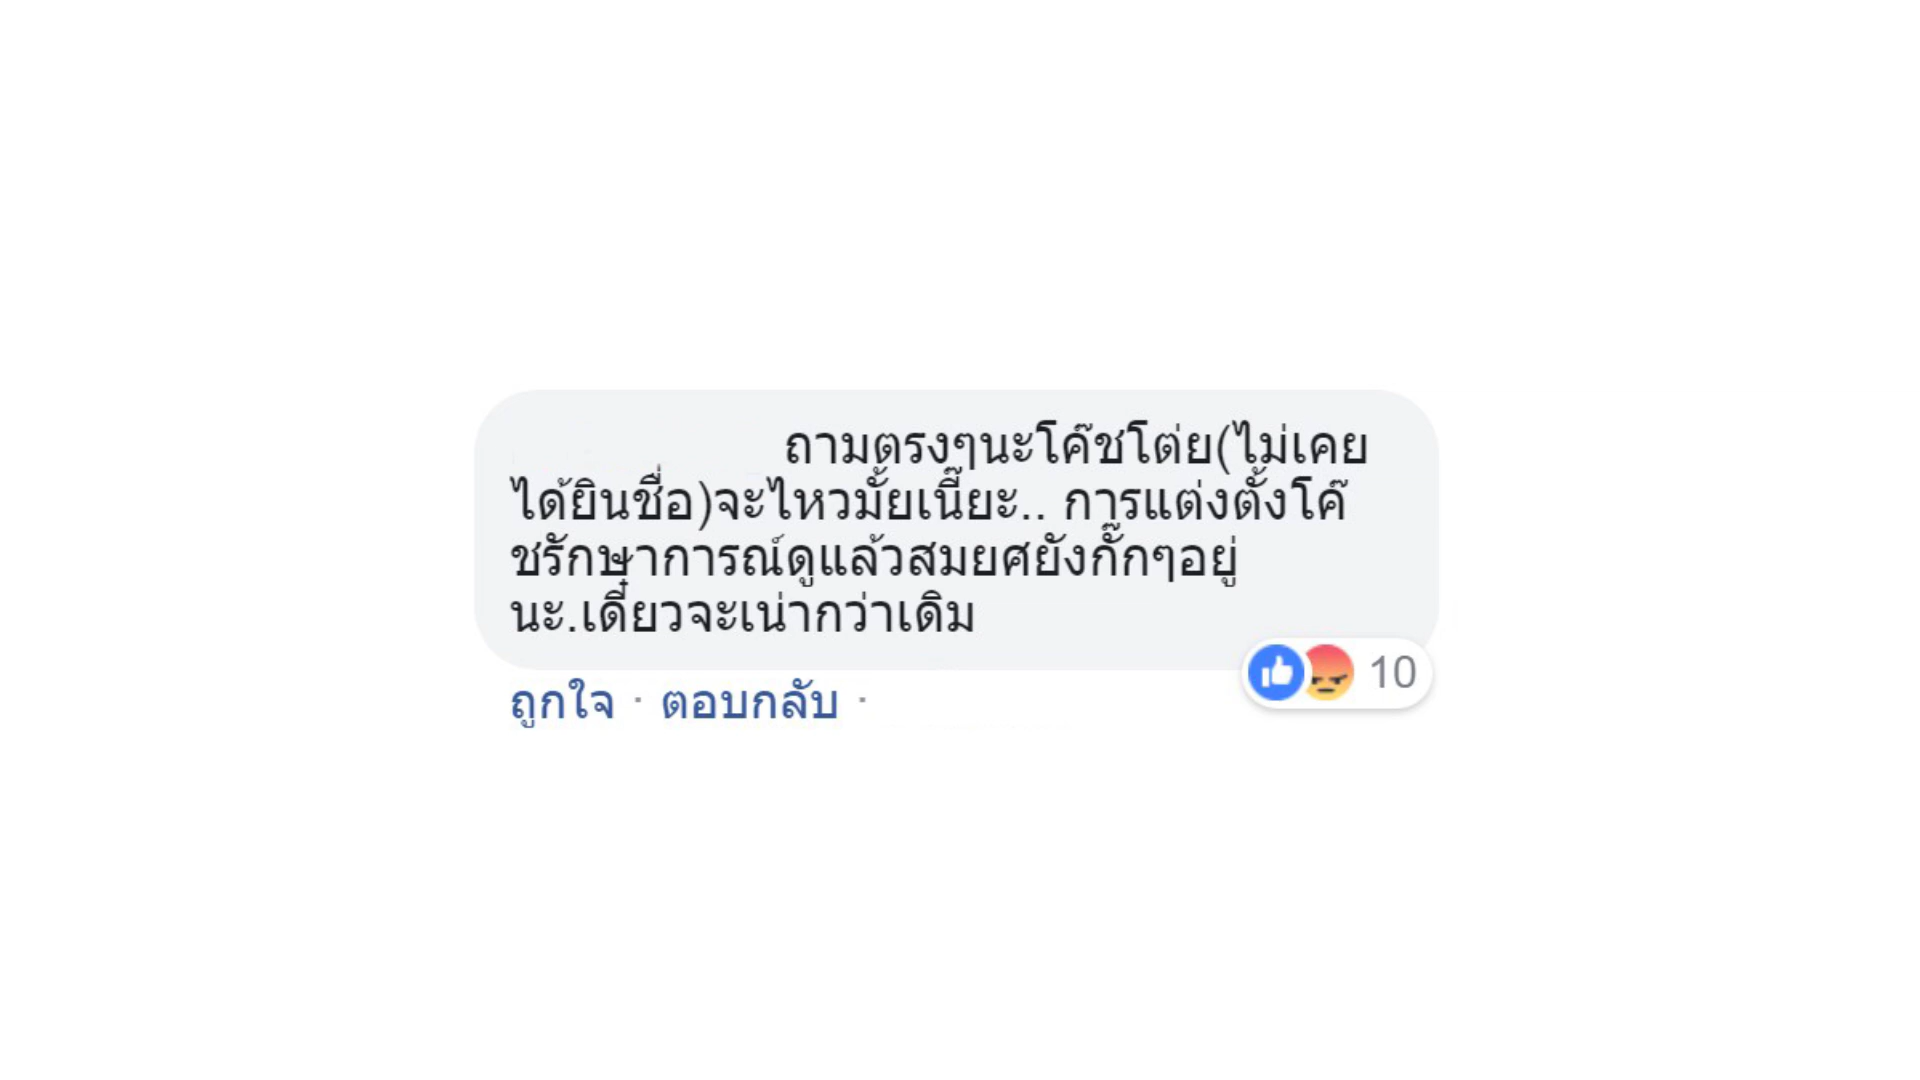 ถามตรงๆนะโค๊ชโต่ย(ไม่เคย
ได้ยินชื่อ)จะไหวมั้ยเนี๊ยะ.. การแต่งตั้งโค๊
ชรักษาการณ์ดูแล้วสมยศยังกั๊กๆอยู่
นะ.เดี๋ยวจะเน่ากว่าเดิม
10
ถูกใจ · ตอบกลับ ·